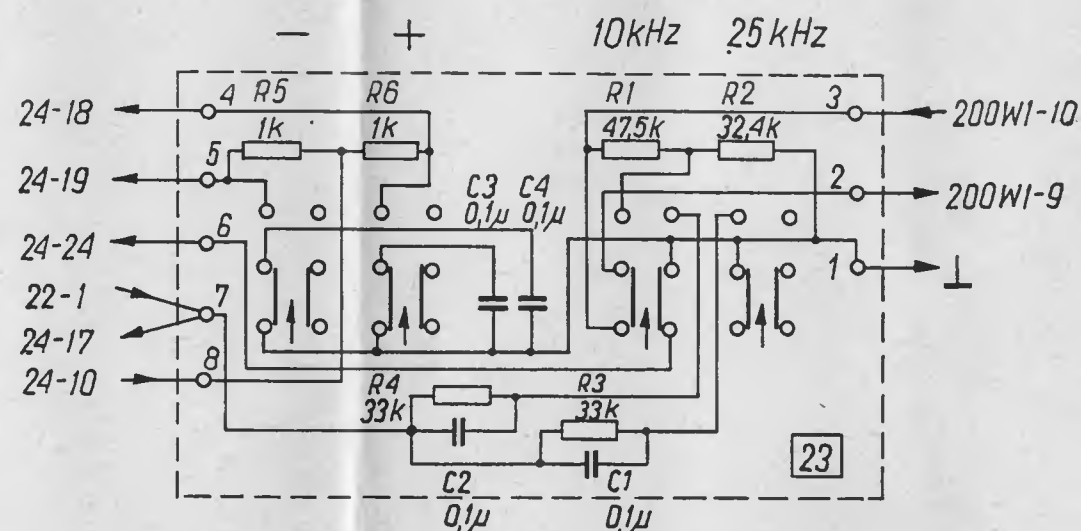 − + 10kHz 25kHz
4 R5 R6 R1 R2 3
24-18 1k 1k 47,5k 32,4k 200W1-10
5
24-19 C3 C4 2
0,1µ 0,1µ 200W1-9
6
24-24
22-1 7 1
24-17
8
24-10 R4 R3
33k 33k
23
C2 C1
0,1µ 0,1µ